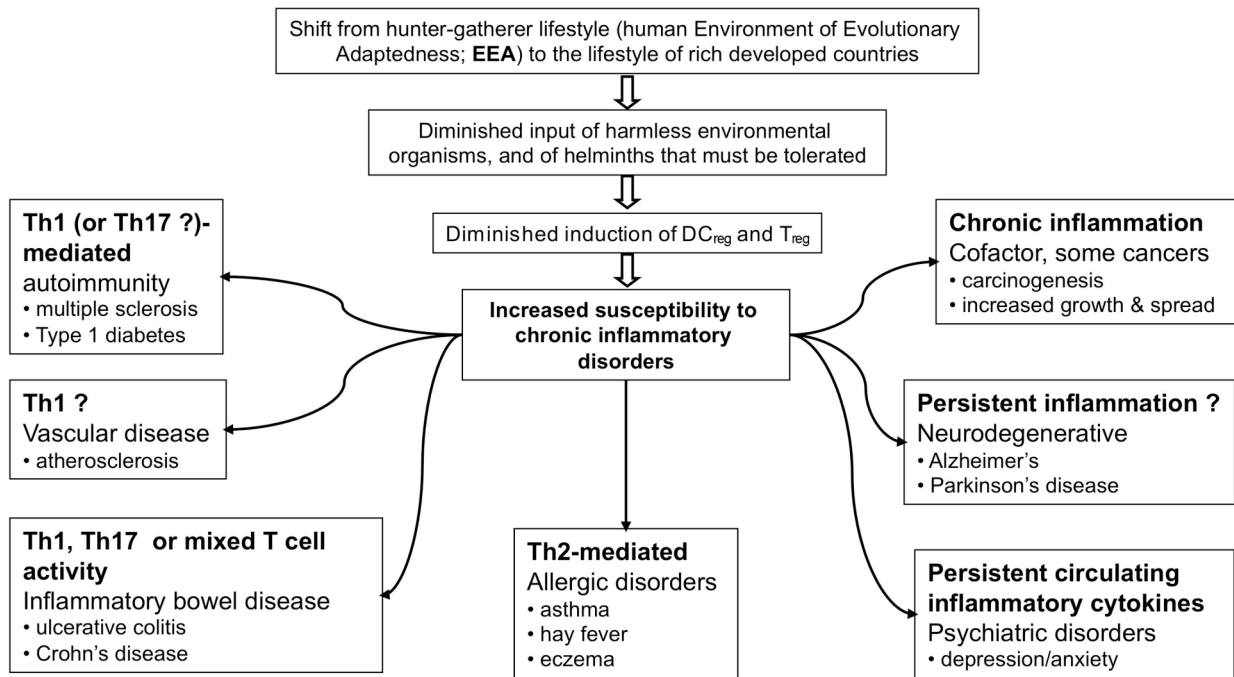 Shift from hunter-gatherer lifestyle (human Environment of Evolutionary
Adaptedness; EEA) to the lifestyle of rich developed countries
Diminished input of harmless environmental
organisms, and of helminths that must be tolerated
Diminished induction of DCreg and Treg
Increased susceptibility to
chronic inflammatory
disorders
Th1 (or Th17 ?)-
mediated
autoimmunity
• multiple sclerosis
• Type 1 diabetes
Th1 ?
Vascular disease
• atherosclerosis
Th1, Th17 or mixed T cell
activity
Inflammatory bowel disease
• ulcerative colitis
• Crohn’s disease
Th2-mediated
Allergic disorders
• asthma
• hay fever
• eczema
Chronic inflammation
Cofactor, some cancers
• carcinogenesis
• increased growth & spread
Persistent inflammation ?
Neurodegenerative
• Alzheimer’s
• Parkinson’s disease
Persistent circulating
inflammatory cytokines
Psychiatric disorders
• depression/anxiety